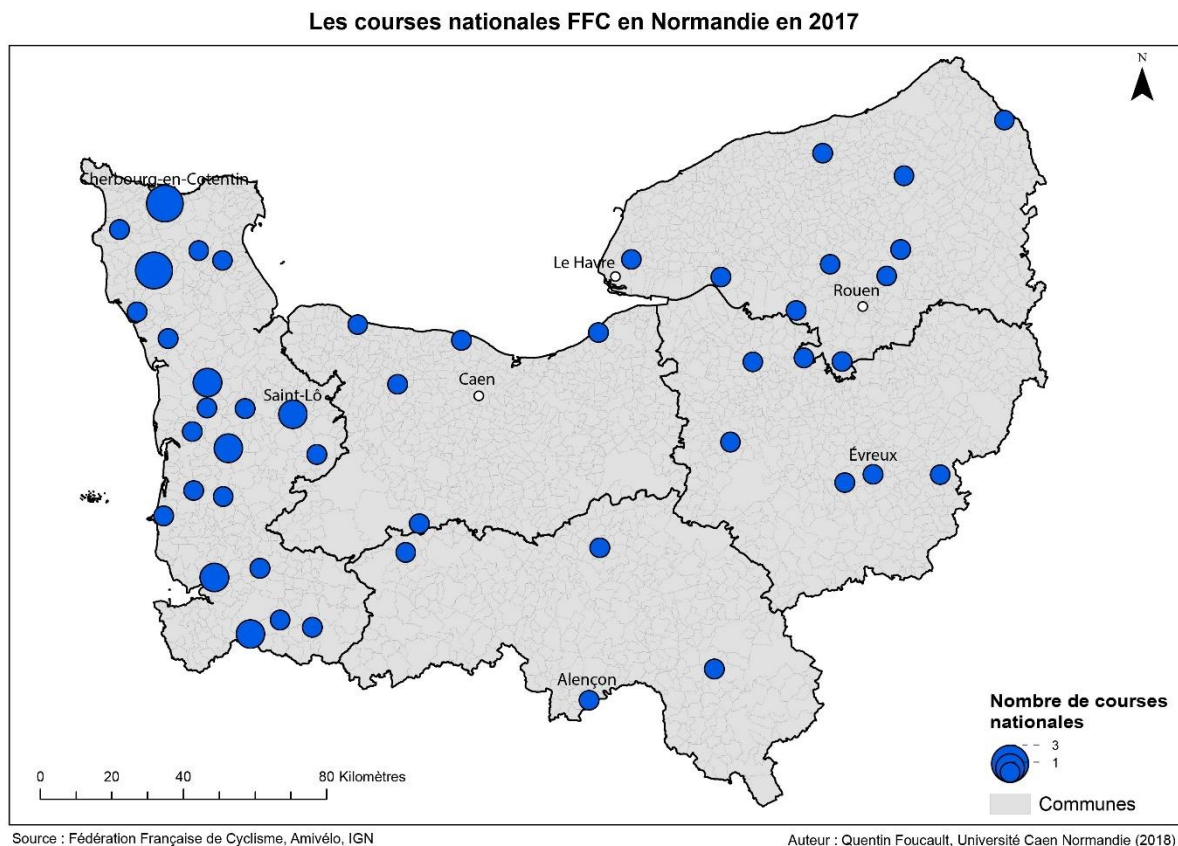 Les courses nationales FFC en Normandie en 2017
N
Cherbourg-en-Cotentin
Le Havre
Rouen
Caen
Saint-Lô
Évreux
Alençon
Nombre de courses
nationales
3
1
Communes
0 20 40 80 Kilomètres
Source : Fédération Française de Cyclisme, Amivélo, IGN
Auteur : Quentin Foucault, Université Caen Normandie (2018)